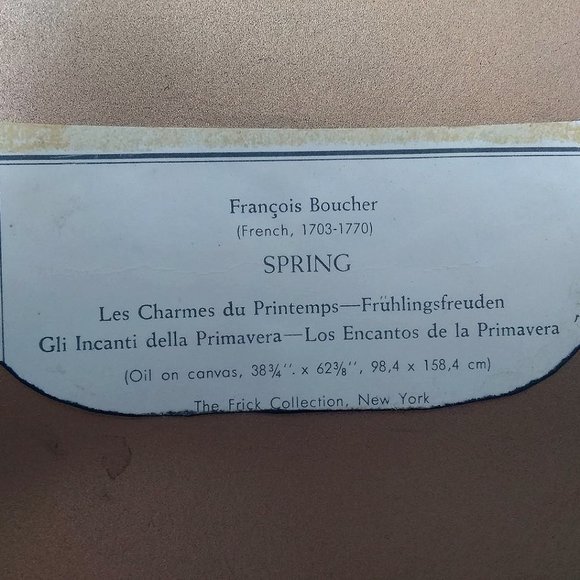 François Boucher
(French, 1703-1770)
SPRING
Les Charmes du Printemps—Frühlingsfreuden
Gli Incanti della Primavera—Los Encantos de la Primavera
(Oil on canvas, 38¾''. x 62⅜'', 98,4 x 158,4 cm)
The Frick Collection, New York